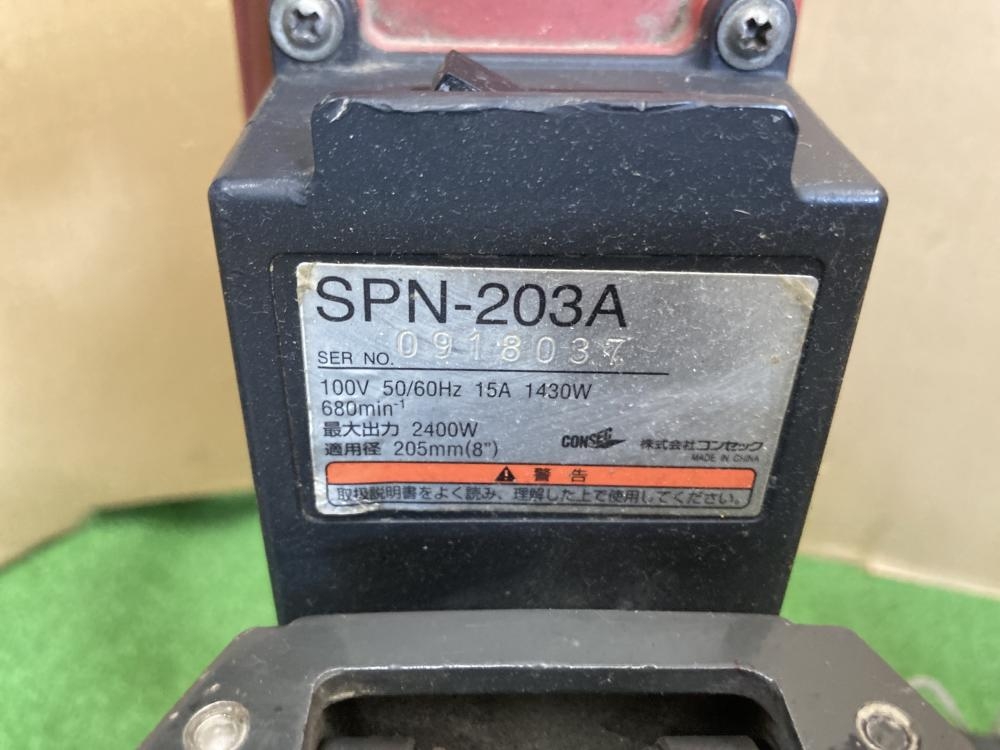 SPN-203A
SER NO. 0918037
100V 50/60Hz 15A 1430W
680min⁻¹
最大出力 2400W
適用径 205mm(8")
CONSEC 株式会社コンセック
MADE IN CHINA
警告
取扱説明書をよく読み、理解した上で使用してください。